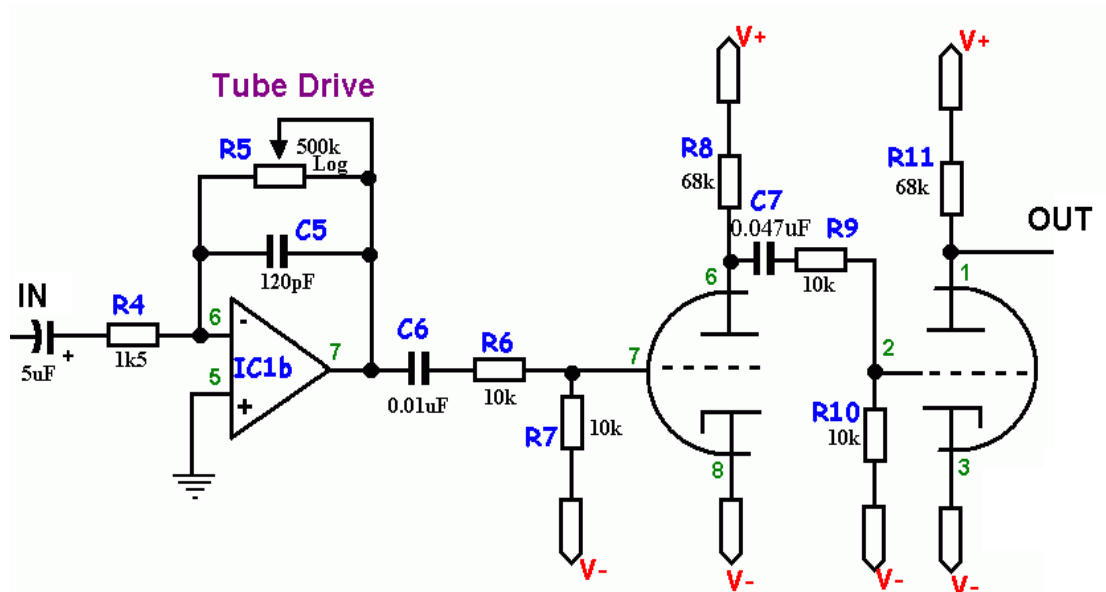 V+
V+
Tube Drive
R5
500k
Log
R8
68k
R11
68k
C7
0.047uF
R9
10k
OUT
C5
120pF
6
1
IN
R4
1k5
5uF
+
6
-
5
+
IC1b
7
C6
0.01uF
R6
10k
7
2
R7
10k
R10
10k
8
3
V-
V-
V-
V-